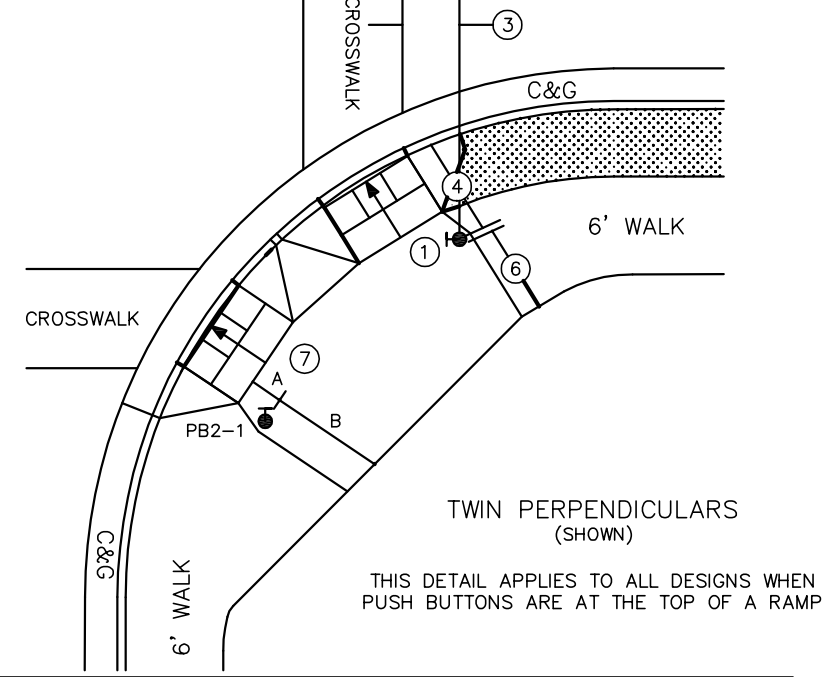 CROSSWALK
3
C&G
4
6' WALK
1
6
CROSSWALK
7
A
B
PB2-1
TWIN PERPENDICULARS
(SHOWN)
C&G
THIS DETAIL APPLIES TO ALL DESIGNS WHEN
PUSH BUTTONS ARE AT THE TOP OF A RAMP
6' WALK